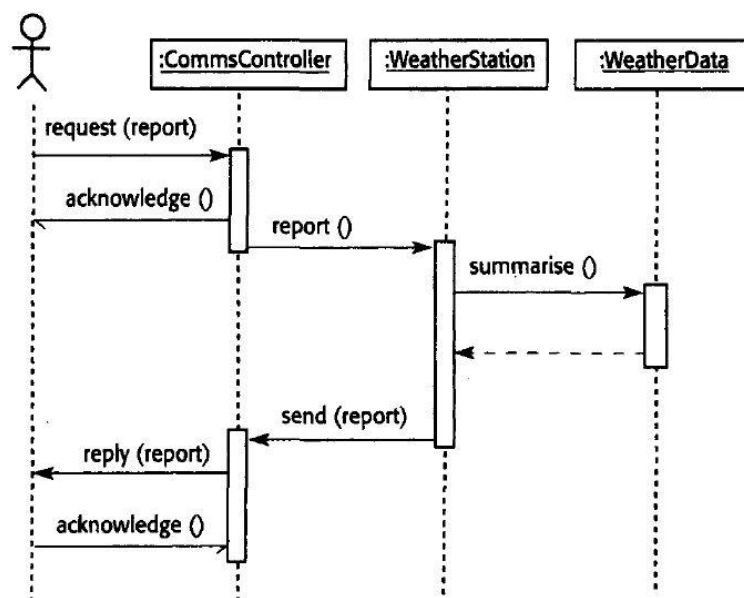 :CommsController
:WeatherStation
:WeatherData
request (report)
acknowledge ()
report ()
summarise ()
send (report)
reply (report)
acknowledge ()